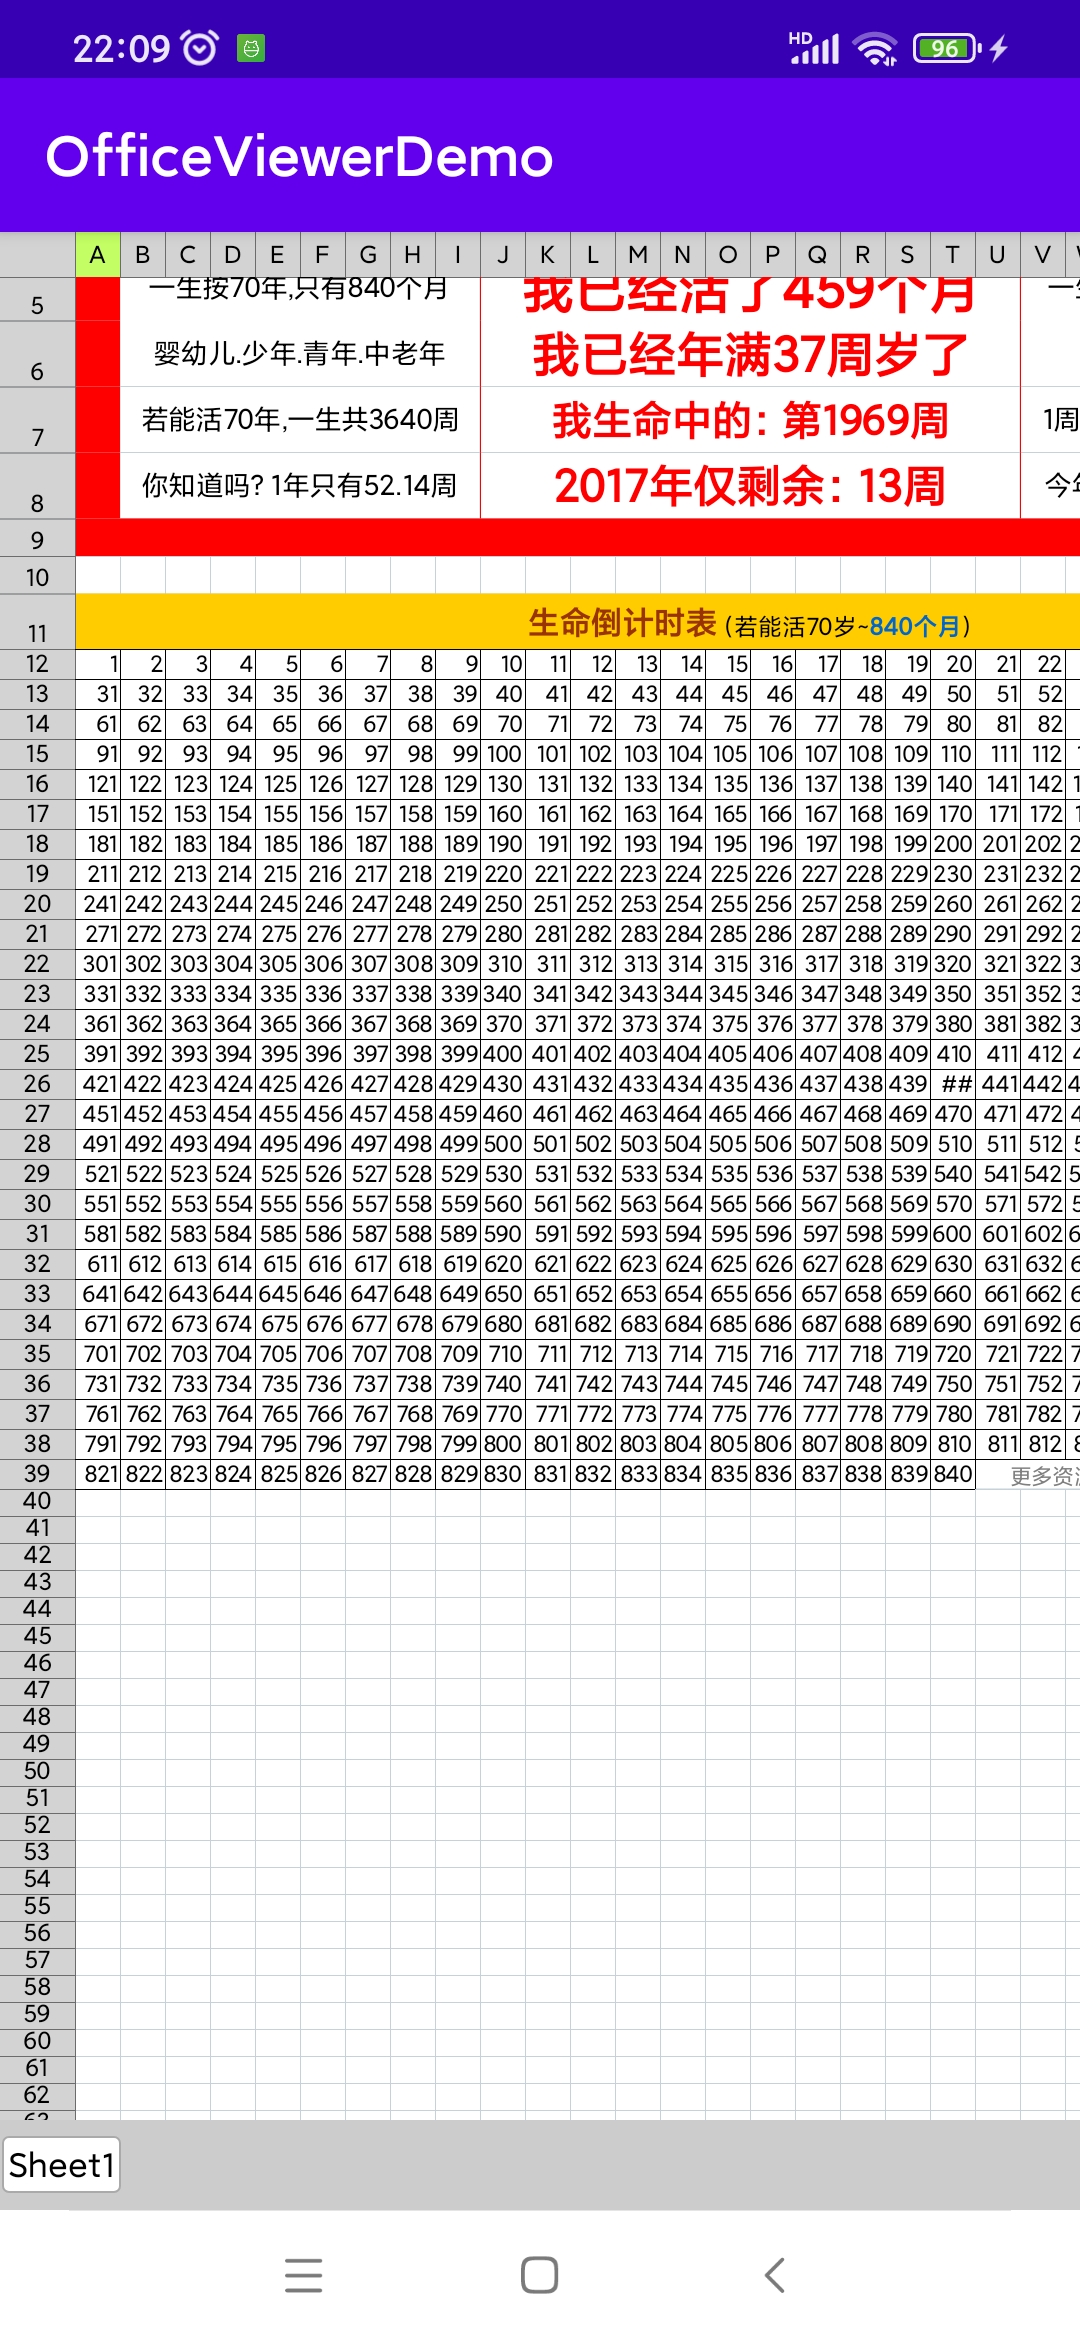 22:09 HD 96
OfficeViewerDemo
A B C D E F G H I J K L M N O P Q R S T U V
5 一生按70年,只有840个月 我已经活了459个月 一
6 婴幼儿.少年.青年.中老年 我已经年满37周岁了
7 若能活70年,一生共3640周 我生命中的: 第1969周 1周
8 你知道吗? 1年只有52.14周 2017年仅剩余: 13周 今
9
10
11 生命倒计时表 (若能活70岁~840个月)
12 1 2 3 4 5 6 7 8 9 10 11 12 13 14 15 16 17 18 19 20 21 22
13 31 32 33 34 35 36 37 38 39 40 41 42 43 44 45 46 47 48 49 50 51 52
14 61 62 63 64 65 66 67 68 69 70 71 72 73 74 75 76 77 78 79 80 81 82
15 91 92 93 94 95 96 97 98 99 100 101 102 103 104 105 106 107 108 109 110 111 112
16 121 122 123 124 125 126 127 128 129 130 131 132 133 134 135 136 137 138 139 140 141 142
17 151 152 153 154 155 156 157 158 159 160 161 162 163 164 165 166 167 168 169 170 171 172
18 181 182 183 184 185 186 187 188 189 190 191 192 193 194 195 196 197 198 199 200 201 202
19 211 212 213 214 215 216 217 218 219 220 221 222 223 224 225 226 227 228 229 230 231 232
20 241 242 243 244 245 246 247 248 249 250 251 252 253 254 255 256 257 258 259 260 261 262
21 271 272 273 274 275 276 277 278 279 280 281 282 283 284 285 286 287 288 289 290 291 292
22 301 302 303 304 305 306 307 308 309 310 311 312 313 314 315 316 317 318 319 320 321 322
23 331 332 333 334 335 336 337 338 339 340 341 342 343 344 345 346 347 348 349 350 351 352
24 361 362 363 364 365 366 367 368 369 370 371 372 373 374 375 376 377 378 379 380 381 382
25 391 392 393 394 395 396 397 398 399 400 401 402 403 404 405 406 407 408 409 410 411 412
26 421 422 423 424 425 426 427 428 429 430 431 432 433 434 435 436 437 438 439 ## 441 442
27 451 452 453 454 455 456 457 458 459 460 461 462 463 464 465 466 467 468 469 470 471 472
28 491 492 493 494 495 496 497 498 499 500 501 502 503 504 505 506 507 508 509 510 511 512
29 521 522 523 524 525 526 527 528 529 530 531 532 533 534 535 536 537 538 539 540 541 542
30 551 552 553 554 555 556 557 558 559 560 561 562 563 564 565 566 567 568 569 570 571 572
31 581 582 583 584 585 586 587 588 589 590 591 592 593 594 595 596 597 598 599 600 601 602
32 611 612 613 614 615 616 617 618 619 620 621 622 623 624 625 626 627 628 629 630 631 632
33 641 642 643 644 645 646 647 648 649 650 651 652 653 654 655 656 657 658 659 660 661 662
34 671 672 673 674 675 676 677 678 679 680 681 682 683 684 685 686 687 688 689 690 691 692
35 701 702 703 704 705 706 707 708 709 710 711 712 713 714 715 716 717 718 719 720 721 722
36 731 732 733 734 735 736 737 738 739 740 741 742 743 744 745 746 747 748 749 750 751 752
37 761 762 763 764 765 766 767 768 769 770 771 772 773 774 775 776 777 778 779 780 781 782
38 791 792 793 794 795 796 797 798 799 800 801 802 803 804 805 806 807 808 809 810 811 812
39 821 822 823 824 825 826 827 828 829 830 831 832 833 834 835 836 837 838 839 840 更多资
40
41
42
43
44
45
46
47
48
49
50
51
52
53
54
55
56
57
58
59
60
61
62
Sheet1